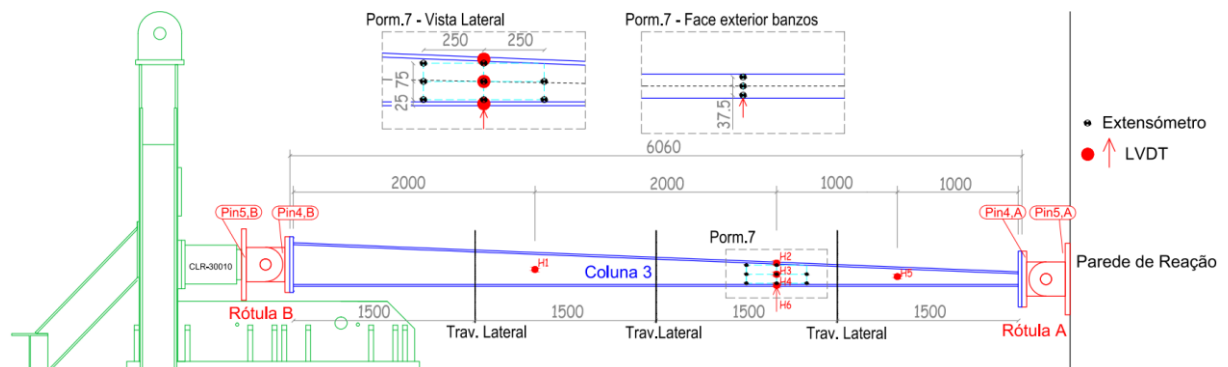 Porm.7 - Vista Lateral
Porm.7 - Face exterior banzos
250
250
75
25
37.5
Extensómetro
LVDT
6060
2000
2000
1000
1000
Pin5,B
Pin4,B
Pin4,A
Pin5,A
Porm.7
CLR-30010
H1
H2
H3
H4
H5
H6
Coluna 3
Parede de Reação
Rótula B
1500
1500
1500
1500
Rótula A
Trav. Lateral
Trav. Lateral
Trav. Lateral